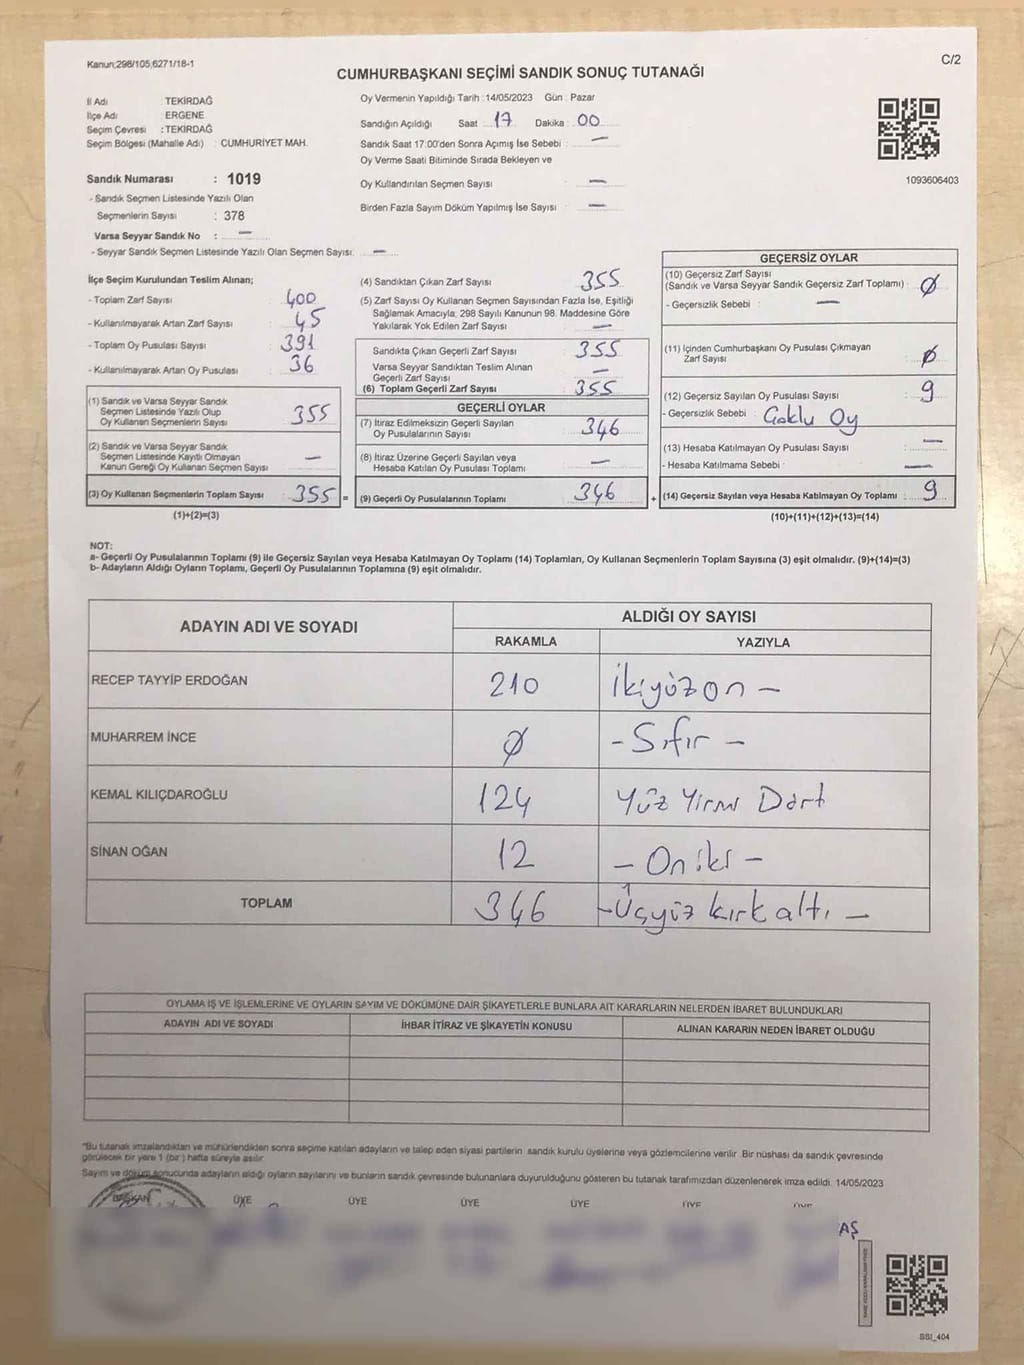 Kanun;298/105,6271/18-1
C/2
CUMHURBAŞKANI SEÇİMİ SANDIK SONUÇ TUTANAĞI
İl Adı TEKİRDAĞ
İlçe Adı ERGENE
Seçim Çevresi : TEKİRDAĞ
Seçim Bölgesi (Mahalle Adı) : CUMHURİYET MAH.
Sandık Numarası : 1019
- Sandık Seçmen Listesinde Yazılı Olan
Seçmenlerin Sayısı : 378
Varsa Seyyar Sandık No : —
- Seyyar Sandık Seçmen Listesinde Yazılı Olan Seçmen Sayısı: —
Oy Vermenin Yapıldığı Tarih : 14/05/2023 Gün : Pazar
Sandığın Açıldığı Saat : 17 Dakika : 00
Sandık Saat 17:00'den Sonra Açımış İse Sebebi : —
Oy Verme Saati Bitiminde Sırada Bekleyen ve
Oy Kullandırılan Seçmen Sayısı : —
Birden Fazla Sayım Döküm Yapılmış İse Sayısı : —
1093606403
İlçe Seçim Kurulundan Teslim Alınan;
- Toplam Zarf Sayısı : 400
- Kullanılmayarak Artan Zarf Sayısı : 45
- Toplam Oy Pusulası Sayısı : 391
- Kullanılmayarak Artan Oy Pusulası : 36
(1) Sandık ve Varsa Seyyar Sandık
Seçmen Listesinde Yazılı Olup
Oy Kullanan Seçmenlerin Sayısı : 355
(2) Sandık ve Varsa Seyyar Sandık
Seçmen Listesinde Kayıtlı Olmayan
Kanun Gereği Oy Kullanan Seçmen Sayısı : —
(3) Oy Kullanan Seçmenlerin Toplam Sayısı : 355 =
(1)+(2)=(3)
(4) Sandıktan Çıkan Zarf Sayısı : 355
(5) Zarf Sayısı Oy Kullanan Seçmen Sayısından Fazla İse, Eşitliği
Sağlamak Amacıyla; 298 Sayılı Kanunun 98. Maddesine Göre
Yakılarak Yok Edilen Zarf Sayısı : —
Sandıkta Çıkan Geçerli Zarf Sayısı : 355
Varsa Seyyar Sandıktan Teslim Alınan
Geçerli Zarf Sayısı : —
(6) Toplam Geçerli Zarf Sayısı : 355
GEÇERLİ OYLAR
(7) İtiraz Edilmeksizin Geçerli Sayılan
Oy Pusulalarının Sayısı : 346
(8) İtiraz Üzerine Geçerli Sayılan veya
Hesaba Katılan Oy Pusulası Toplamı : —
(9) Geçerli Oy Pusulalarının Toplamı : 346 +
GEÇERSİZ OYLAR
(10) Geçersiz Zarf Sayısı
(Sandık ve Varsa Seyyar Sandık Geçersiz Zarf Toplamı) : Ø
- Geçersizlik Sebebi : —
(11) İçinden Cumhurbaşkanı Oy Pusulası Çıkmayan
Zarf Sayısı : Ø
(12) Geçersiz Sayılan Oy Pusulası Sayısı : 9
- Geçersizlik Sebebi : Çoklu Oy
(13) Hesaba Katılmayan Oy Pusulası Sayısı : —
- Hesaba Katılmama Sebebi : —
(14) Geçersiz Sayılan veya Hesaba Katılmayan Oy Toplamı : 9
(10)+(11)+(12)+(13)=(14)
NOT:
a- Geçerli Oy Pusulalarının Toplamı (9) ile Geçersiz Sayılan veya Hesaba Katılmayan Oy Toplamı (14) Toplamları, Oy Kullanan Seçmenlerin Toplam Sayısına (3) eşit olmalıdır. (9)+(14)=(3)
b- Adayların Aldığı Oyların Toplamı, Geçerli Oy Pusulalarının Toplamına (9) eşit olmalıdır.
ADAYIN ADI VE SOYADI ALDIĞI OY SAYISI
RAKAMLA YAZIYLA
RECEP TAYYİP ERDOĞAN 210 İkiyüzon —
MUHARREM İNCE Ø - Sıfır -
KEMAL KILIÇDAROĞLU 124 Yüz Yirmi Dört
SİNAN OĞAN 12 - On iki -
TOPLAM 346 - Üçyüz kırk altı —
OYLAMA İŞ VE İŞLEMLERİNE VE OYLARIN SAYIM VE DÖKÜMÜNE DAİR ŞİKAYETLERLE BUNLARA AİT KARARLARIN NELERDEN İBARET BULUNDUKLARI
ADAYIN ADI VE SOYADI İHBAR İTİRAZ VE ŞİKAYETİN KONUSU ALINAN KARARIN NEDEN İBARET OLDUĞU
"Bu tutanak imzalandıktan ve mühürlendikten sonra seçime katılan adayların ve talep eden siyasi partilerin sandık kurulu üyelerine veya gözlemcilerine verilir. Bir nüshası da sandık çevresinde
görülecek bir yere 1 (bir) hafta süreyle asılır.
Sayım ve döküm sonucunda adayların aldığı oyların sayılarını ve bunların sandık çevresinde bulunanlara duyurulduğunu gösteren bu tutanak tarafımızdan düzenlenerek imza edildi. 14/05/2023
BAŞKAN ÜYE ÜYE ÜYE ÜYE ÜYE ÜYE
AŞ
SSI_404